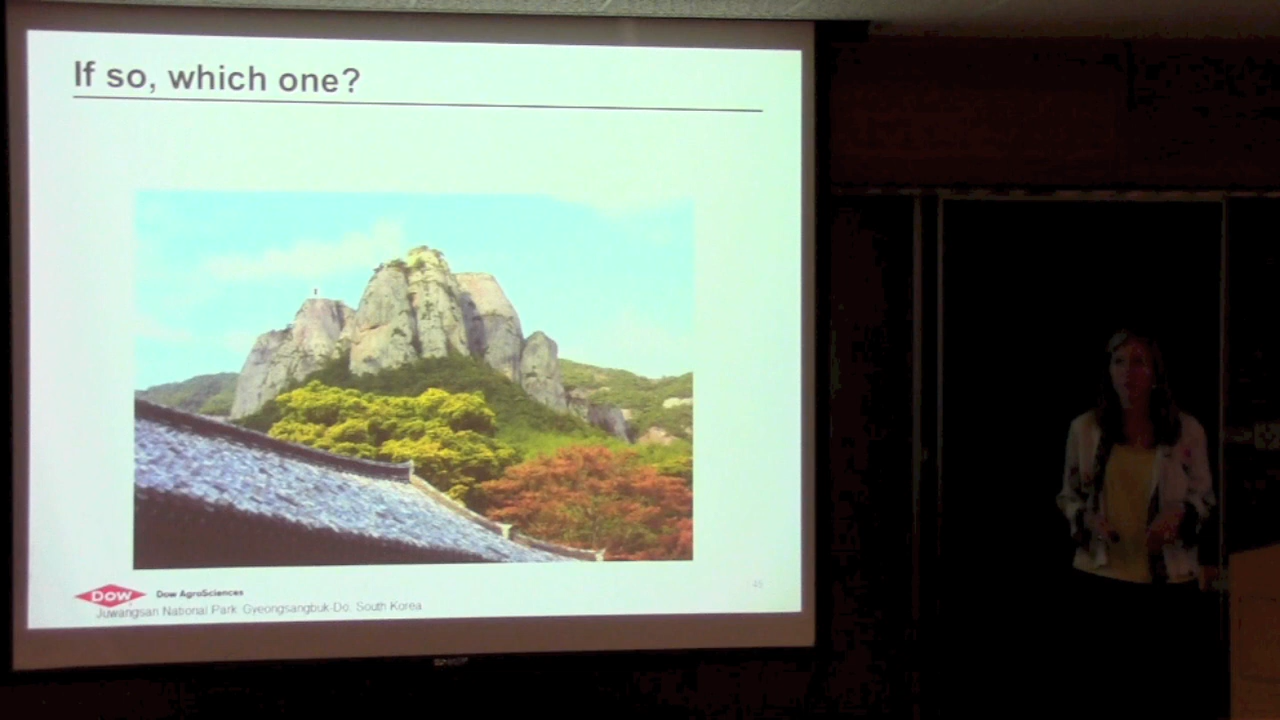 If so, which one?
DOW
Dow AgroSciences
Juwangsan National Park Gyeongsangbuk-Do, South Korea